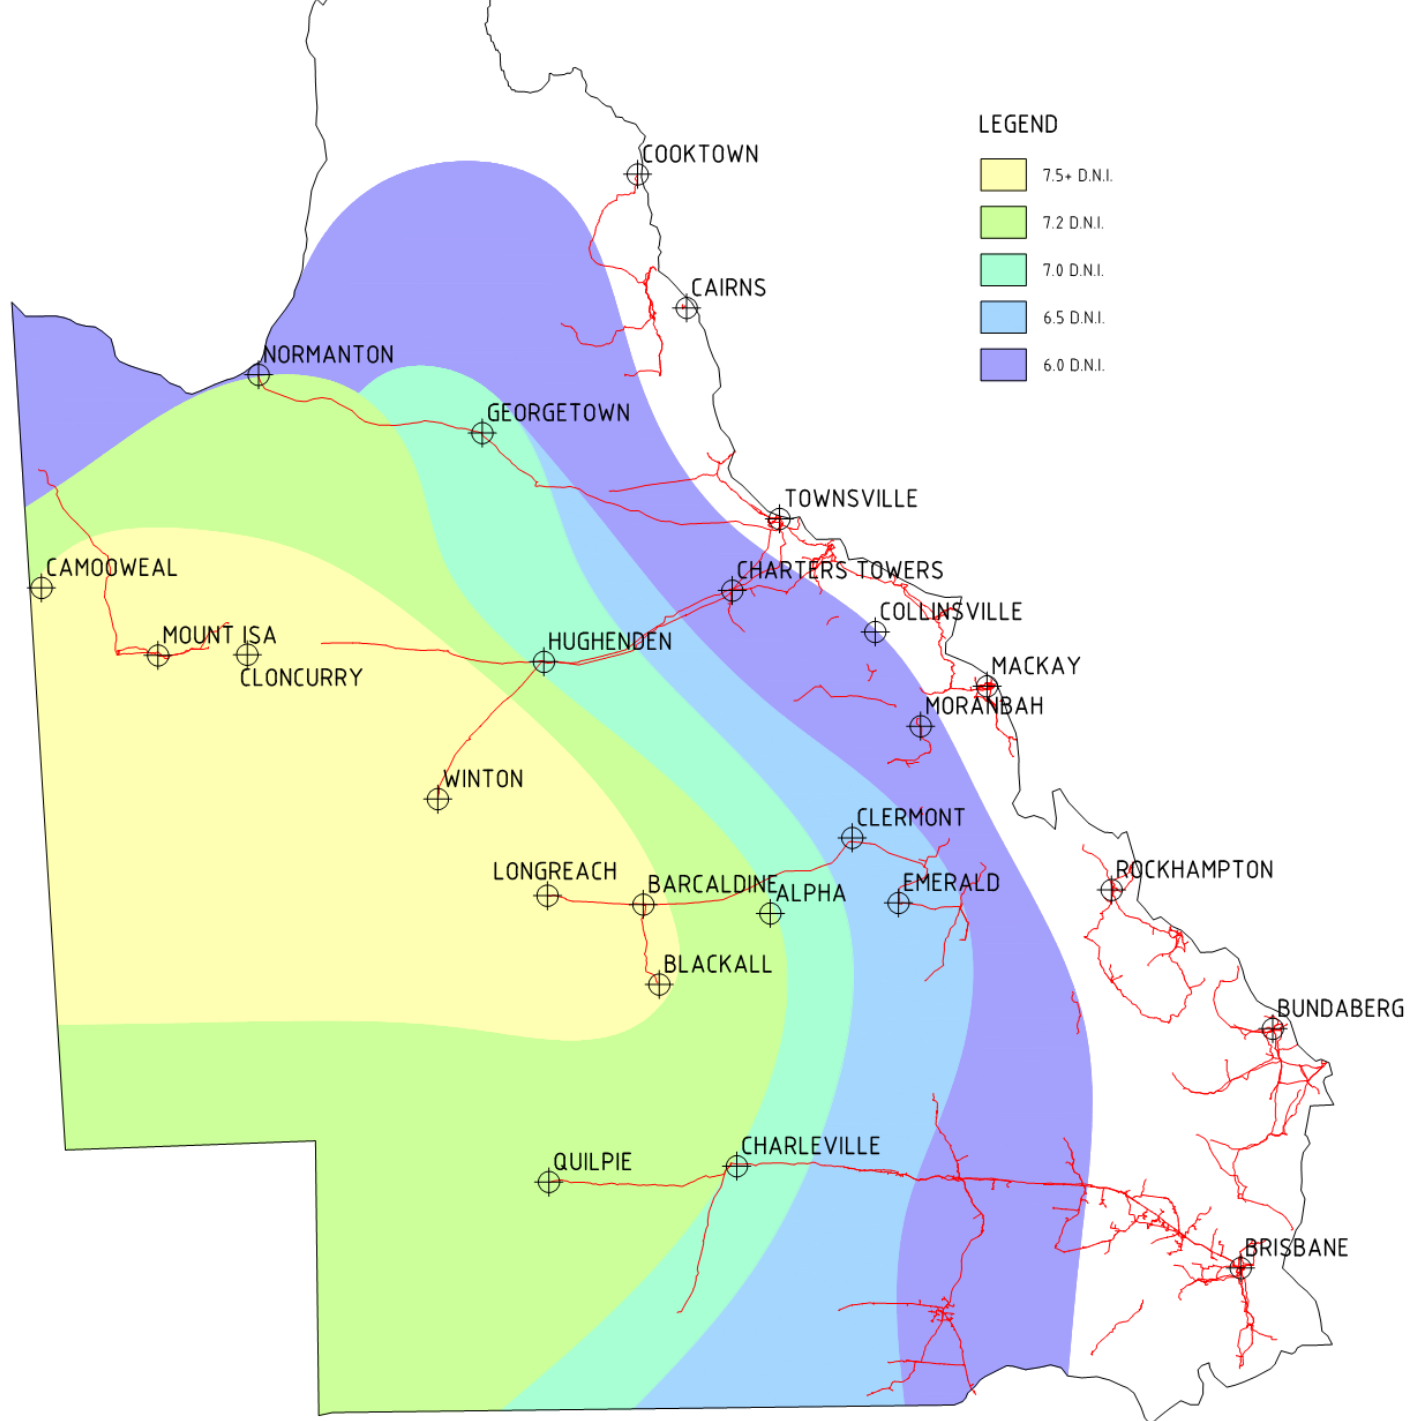 LEGEND
COOKTOWN
7.5+ D.N.I.
7.2 D.N.I.
7.0 D.N.I.
CAIRNS
6.5 D.N.I.
NORMANTON
6.0 D.N.I.
GEORGETOWN
TOWNSVILLE
CAMOOWEAL
CHARTERS TOWERS
COLLINSVILLE
MOUNT ISA
HUGHENDEN
CLONCURRY
MACKAY
MORANBAH
WINTON
CLERMONT
LONGREACH
ROCKHAMPTON
BARCALDINE
EMERALD
ALPHA
BLACKALL
BUNDABERG
CHARLEVILLE
QUILPIE
BRISBANE